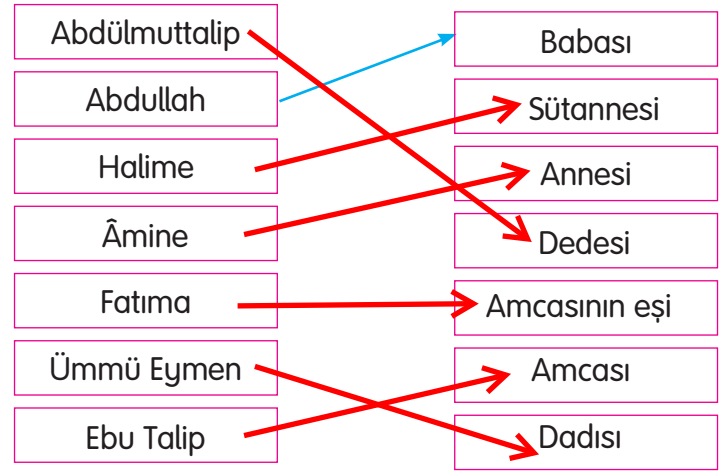 Abdülmuttalip
Abdullah
Halime
Âmine
Fatıma
Ümmü Eymen
Ebu Talip
Babası
Sütannesi
Annesi
Dedesi
Amcasının eşi
Amcası
Dadısı